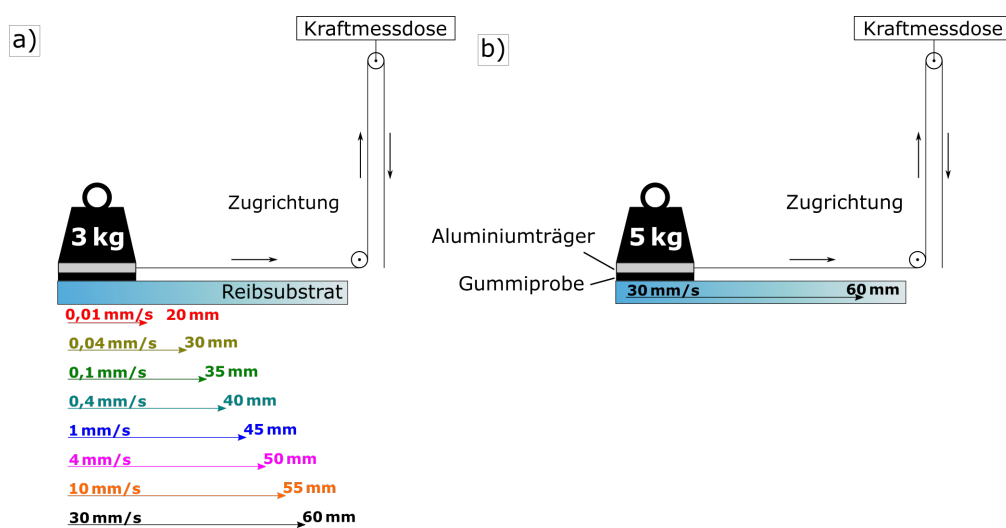 a)
Kraftmessdose
Zugrichtung
3 kg
Reibsubstrat
0,01 mm/s 20 mm
0,04 mm/s 30 mm
0,1 mm/s 35 mm
0,4 mm/s 40 mm
1 mm/s 45 mm
4 mm/s 50 mm
10 mm/s 55 mm
30 mm/s 60 mm
b)
Kraftmessdose
Zugrichtung
5 kg
Aluminiumträger
Gummiprobe
30 mm/s 60 mm